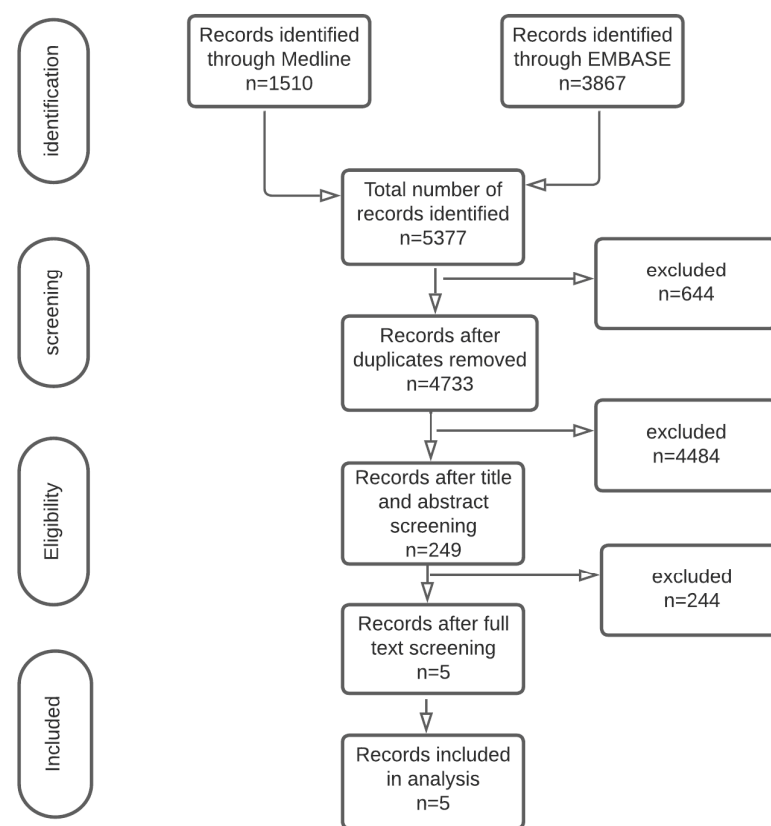 identification
Records identified
through Medline
n=1510
Records identified
through EMBASE
n=3867
Total number of
records identified
n=5377
screening
excluded
n=644
Records after
duplicates removed
n=4733
excluded
n=4484
Eligibility
Records after title
and abstract
screening
n=249
excluded
n=244
Records after full
text screening
n=5
Included
Records included
in analysis
n=5